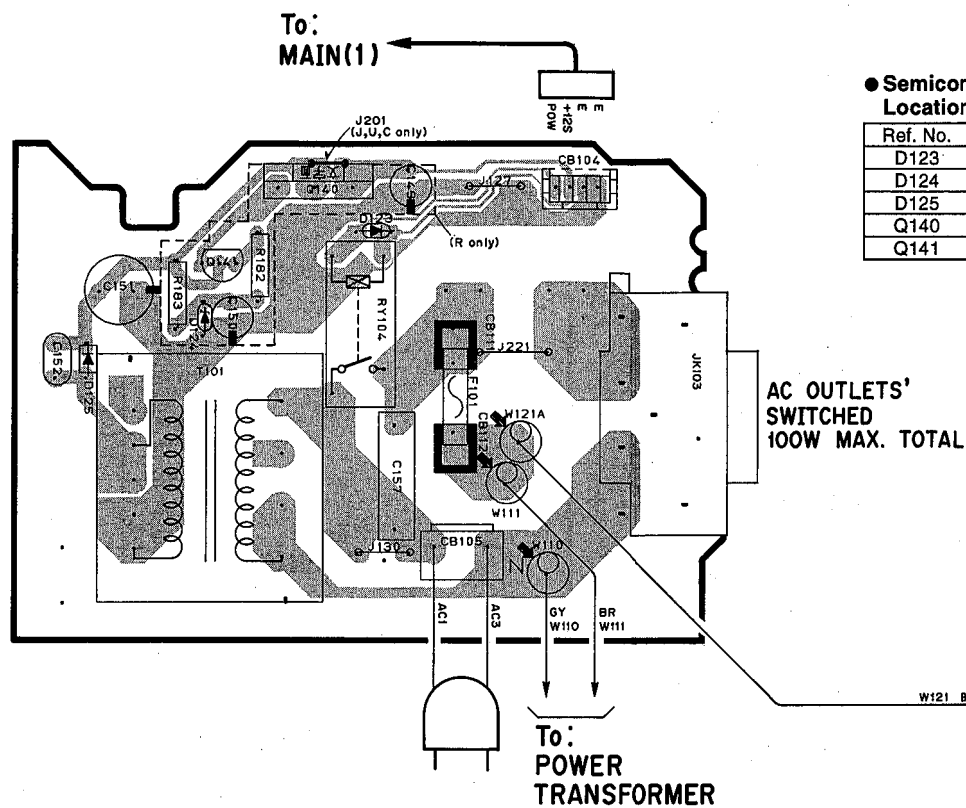 To:
MAIN(1)
POW
+12S
E
E
● Semicor
Location
Ref. No.
D123
D124
D125
Q140
Q141
J201
(J,U,C only)
CB104
Q140
C149
J127
D123
(R only)
C151
R183
Q141
R182
D124
C150
RY104
CB111
J221
JK103
C152
D125
T101
F101
CB112
W121A
AC OUTLETS'
SWITCHED
100W MAX. TOTAL
C157
W111
CB105
J130
W110
N
AC1
AC3
GY
W110
BR
W111
W121 B
To:
POWER
TRANSFORMER